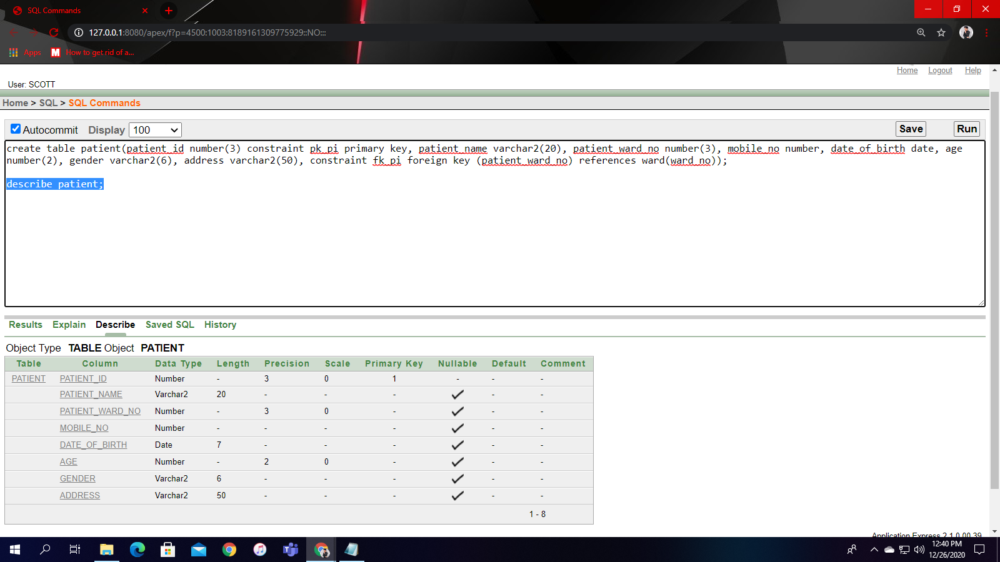 SQL Commands
127.0.0.1:8080/apex/f?p=4500:1003:8189161309775929::NO:::
Apps How to get rid of a...
Home Logout Help
User: SCOTT
Home > SQL > SQL Commands
Autocommit Display 100 Save Run
create table patient(patient_id number(3) constraint pk_pi primary key, patient_name varchar2(20), patient_ward_no number(3), mobile_no number, date_of_birth date, age
number(2), gender varchar2(6), address varchar2(50), constraint fk_pi foreign key (patient_ward_no) references ward(ward_no));
describe patient;
Results Explain Describe Saved SQL History
Object Type TABLE Object PATIENT
Table Column Data Type Length Precision Scale Primary Key Nullable Default Comment
PATIENT PATIENT_ID Number - 3 0 1 - - -
PATIENT_NAME Varchar2 20 - - - - -
PATIENT_WARD_NO Number - 3 0 - - -
MOBILE_NO Number - - - - - -
DATE_OF_BIRTH Date 7 - - - - -
AGE Number - 2 0 - - -
GENDER Varchar2 6 - - - - -
ADDRESS Varchar2 50 - - - - -
1 - 8
Application Express 2.1.0.00.39
12:40 PM
12/26/2020